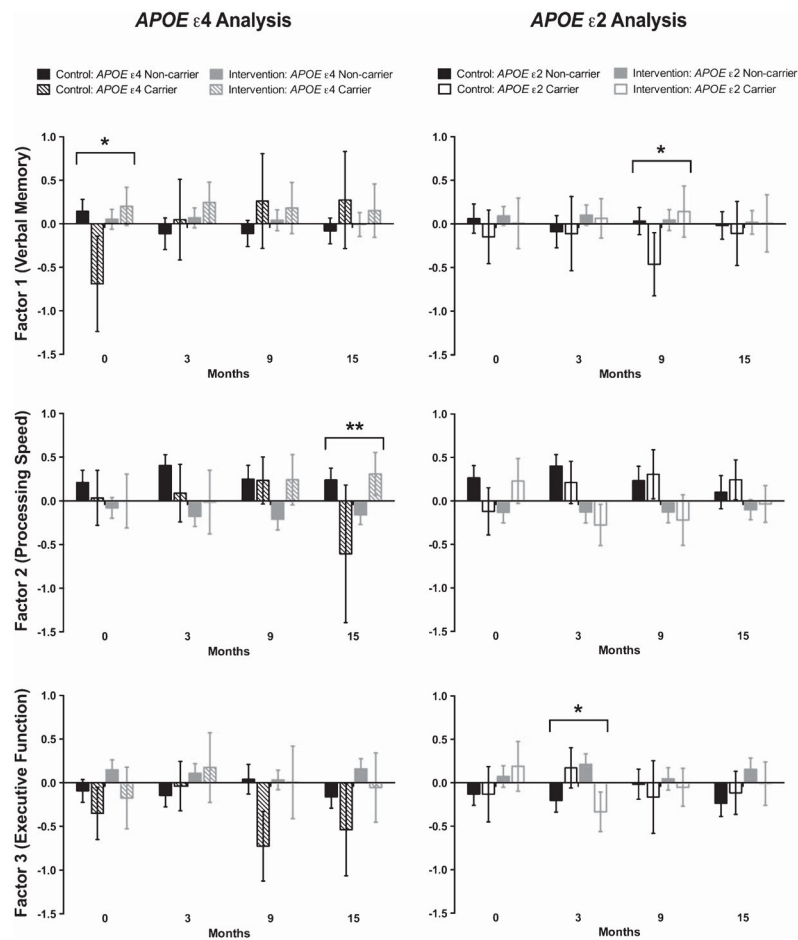 APOE ε4 Analysis
APOE ε2 Analysis
Control: APOE ε4 Non-carrier
Intervention: APOE ε4 Non-carrier
Control: APOE ε4 Carrier
Intervention: APOE ε4 Carrier
Control: APOE ε2 Non-carrier
Intervention: APOE ε2 Non-carrier
Control: APOE ε2 Carrier
Intervention: APOE ε2 Carrier
Factor 1 (Verbal Memory)
1.0
0.5
0.0
-0.5
-1.0
-1.5
*
0 3 9 15
Months
1.0
0.5
0.0
-0.5
-1.0
-1.5
*
0 3 9 15
Months
Factor 2 (Processing Speed)
1.0
0.5
0.0
-0.5
-1.0
-1.5
**
0 3 9 15
Months
1.0
0.5
0.0
-0.5
-1.0
-1.5
0 3 9 15
Months
Factor 3 (Executive Function)
1.0
0.5
0.0
-0.5
-1.0
-1.5
0 3 9 15
Months
1.0
0.5
0.0
-0.5
-1.0
-1.5
*
0 3 9 15
Months